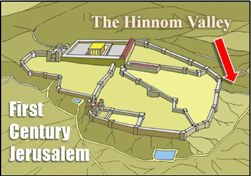 The Hinnom Valley
First
Century
Jerusalem